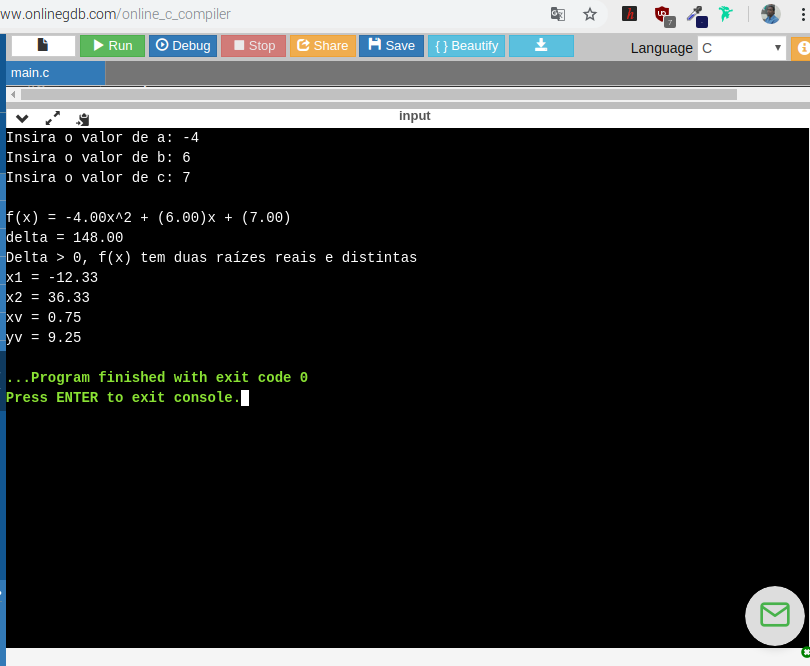 ww.onlinegdb.com/online_c_compiler
Run Debug Stop Share Save { } Beautify Language C
main.c
input
Insira o valor de a: -4
Insira o valor de b: 6
Insira o valor de c: 7
f(x) = -4.00x^2 + (6.00)x + (7.00)
delta = 148.00
Delta > 0, f(x) tem duas raízes reais e distintas
x1 = -12.33
x2 = 36.33
xv = 0.75
yv = 9.25
...Program finished with exit code 0
Press ENTER to exit console.